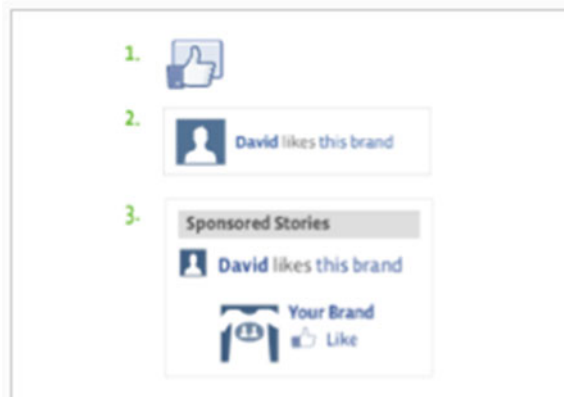 1.
2.
David likes this brand
3.
Sponsored Stories
David likes this brand
Your Brand
Like